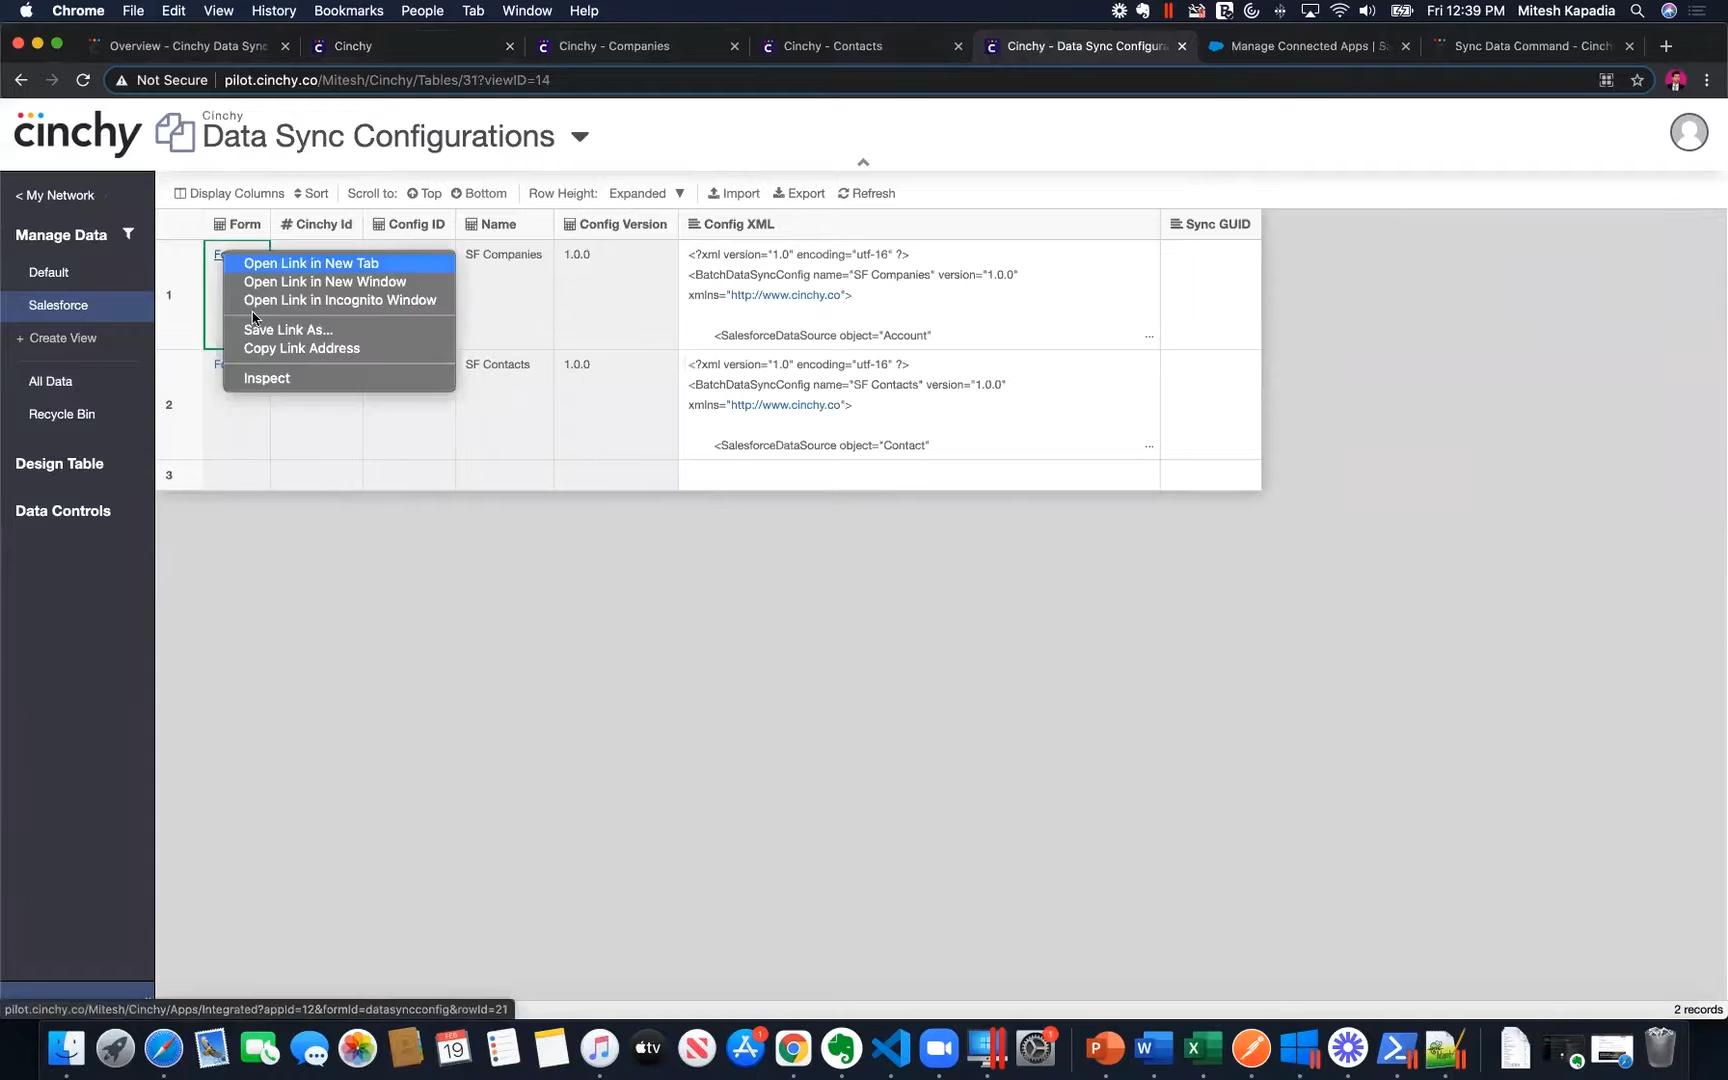 Chrome File Edit View History Bookmarks People Tab Window Help
Fri 12:39 PM Mitesh Kapadia
Overview - Cinchy Data Sync
Cinchy
Cinchy - Companies
Cinchy - Contacts
Cinchy - Data Sync Configura
Manage Connected Apps | Sa
Sync Data Command - Cinch
Not Secure pilot.cinchy.co/Mitesh/Cinchy/Tables/31?viewID=14
cinchy
Cinchy
Data Sync Configurations
< My Network
Display Columns Sort Scroll to: Top Bottom Row Height: Expanded Import Export Refresh
Manage Data
Default
Salesforce
+ Create View
All Data
Recycle Bin
Design Table
Data Controls
Form # Cinchy Id Config ID Name Config Version Config XML Sync GUID
1
SF Companies 1.0.0
<?xml version="1.0" encoding="utf-16" ?>
<BatchDataSyncConfig name="SF Companies" version="1.0.0"
xmlns="http://www.cinchy.co">
<SalesforceDataSource object="Account"
...
2
SF Contacts 1.0.0
<?xml version="1.0" encoding="utf-16" ?>
<BatchDataSyncConfig name="SF Contacts" version="1.0.0"
xmlns="http://www.cinchy.co">
<SalesforceDataSource object="Contact"
...
3
Open Link in New Tab
Open Link in New Window
Open Link in Incognito Window
Save Link As...
Copy Link Address
Inspect
pilot.cinchy.co/Mitesh/Cinchy/Apps/Integrated?appId=12&formId=datasyncconfig&rowId=21
2 records
FEB
19
tv
1
1
P
W
X